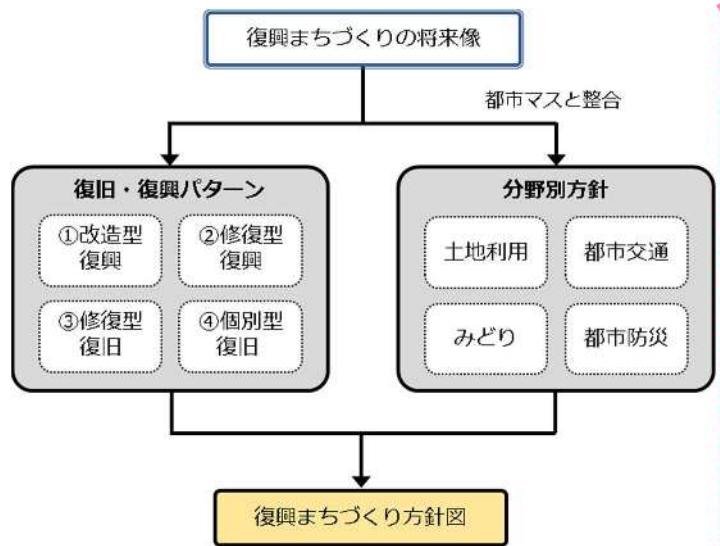 復興まちづくりの将来像
都市マスと整合
復旧・復興パターン
①改造型
復興
②修復型
復興
③修復型
復旧
④個別型
復旧
分野別方針
土地利用
都市交通
みどり
都市防災
復興まちづくり方針図